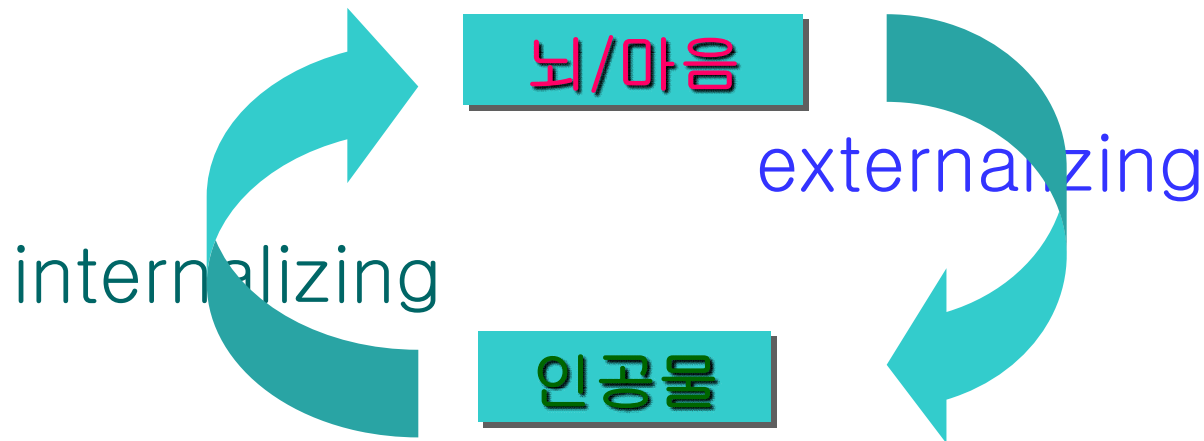 뇌/마음
externalizing
internalizing
인공물